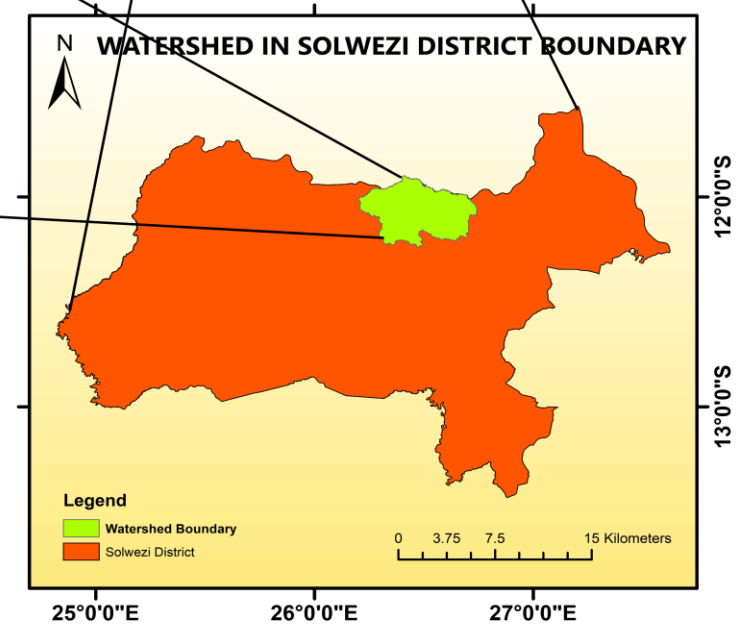 N
WATERSHED IN SOLWEZI DISTRICT BOUNDARY
12°0'0"S
13°0'0"S
Legend
Watershed Boundary
Solwezi District
0 3.75 7.5 15 Kilometers
25°0'0"E 26°0'0"E 27°0'0"E